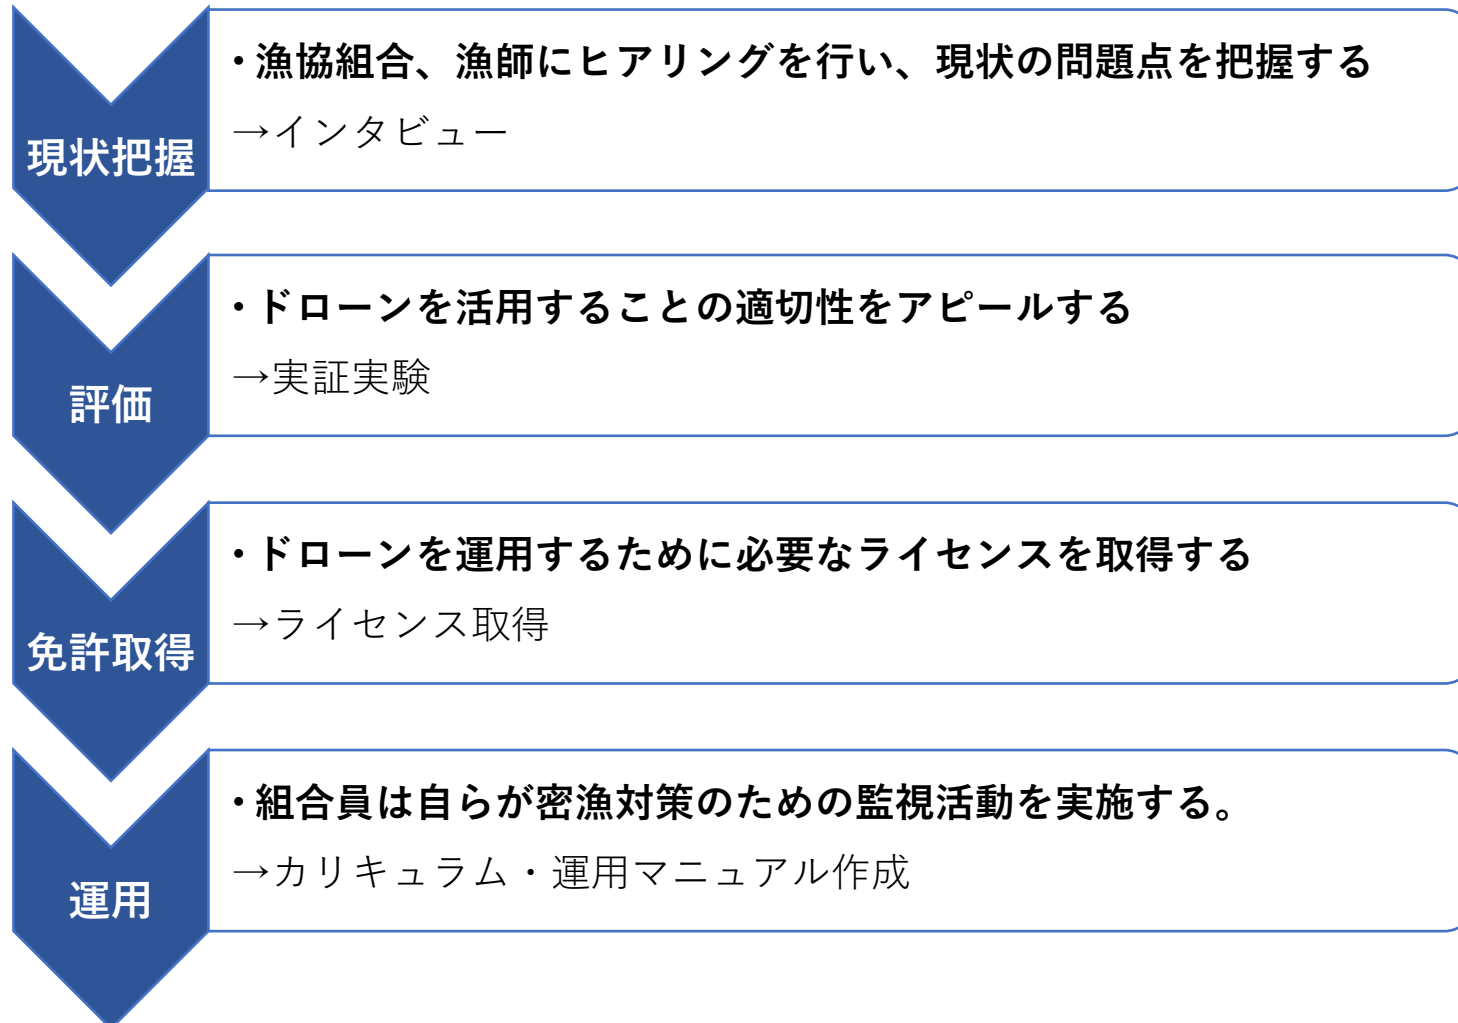 現状把握
・漁協組合、漁師にヒアリングを行い、現状の問題点を把握する
→インタビュー
評価
・ドローンを活用することの適切性をアピールする
→実証実験
免許取得
・ドローンを運用するために必要なライセンスを取得する
→ライセンス取得
運用
・組合員は自らが密漁対策のための監視活動を実施する。
→カリキュラム・運用マニュアル作成